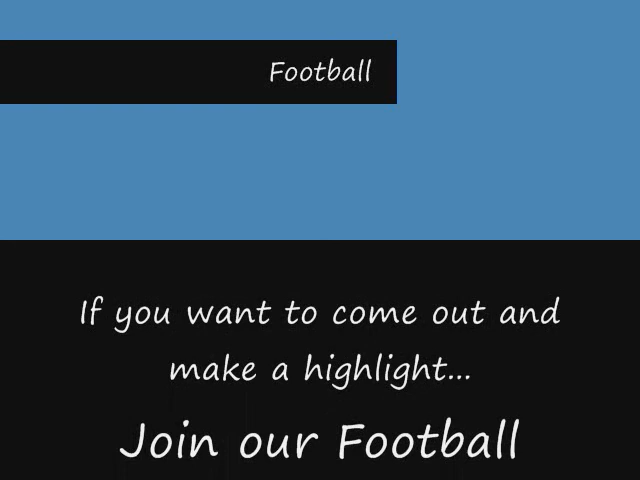 Football
If you want to come out and
make a highlight...
Join our Football